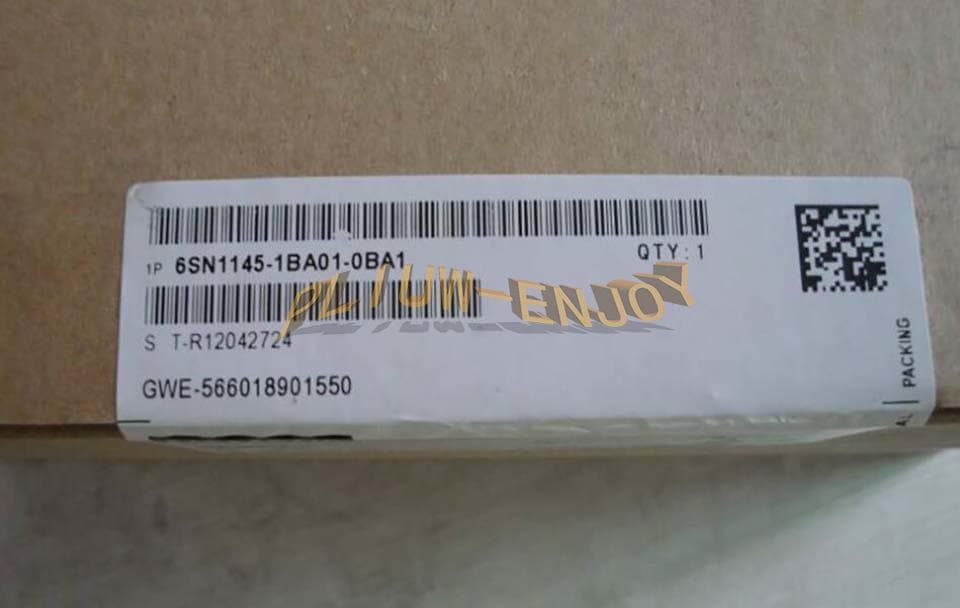 1P 6SN1145-1BA01-0BA1 QTY: 1
S T-R12042724
GWE-566018901550
PLIUW-ENJOY
PACKING